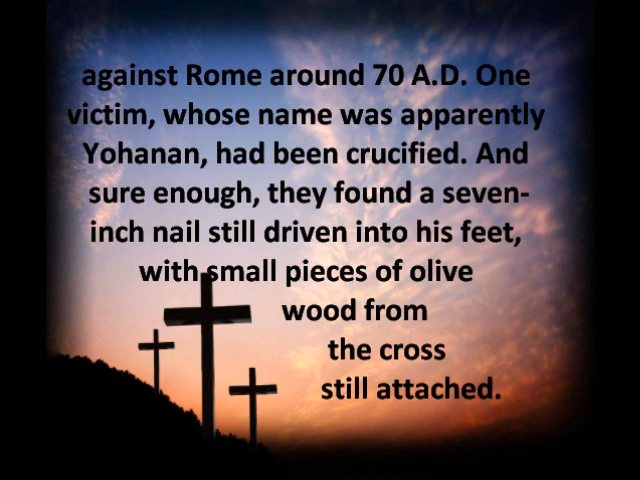 against Rome around 70 A.D. One
victim, whose name was apparently
Yohanan, had been crucified. And
sure enough, they found a seven-
inch nail still driven into his feet,
with small pieces of olive
wood from
the cross
still attached.